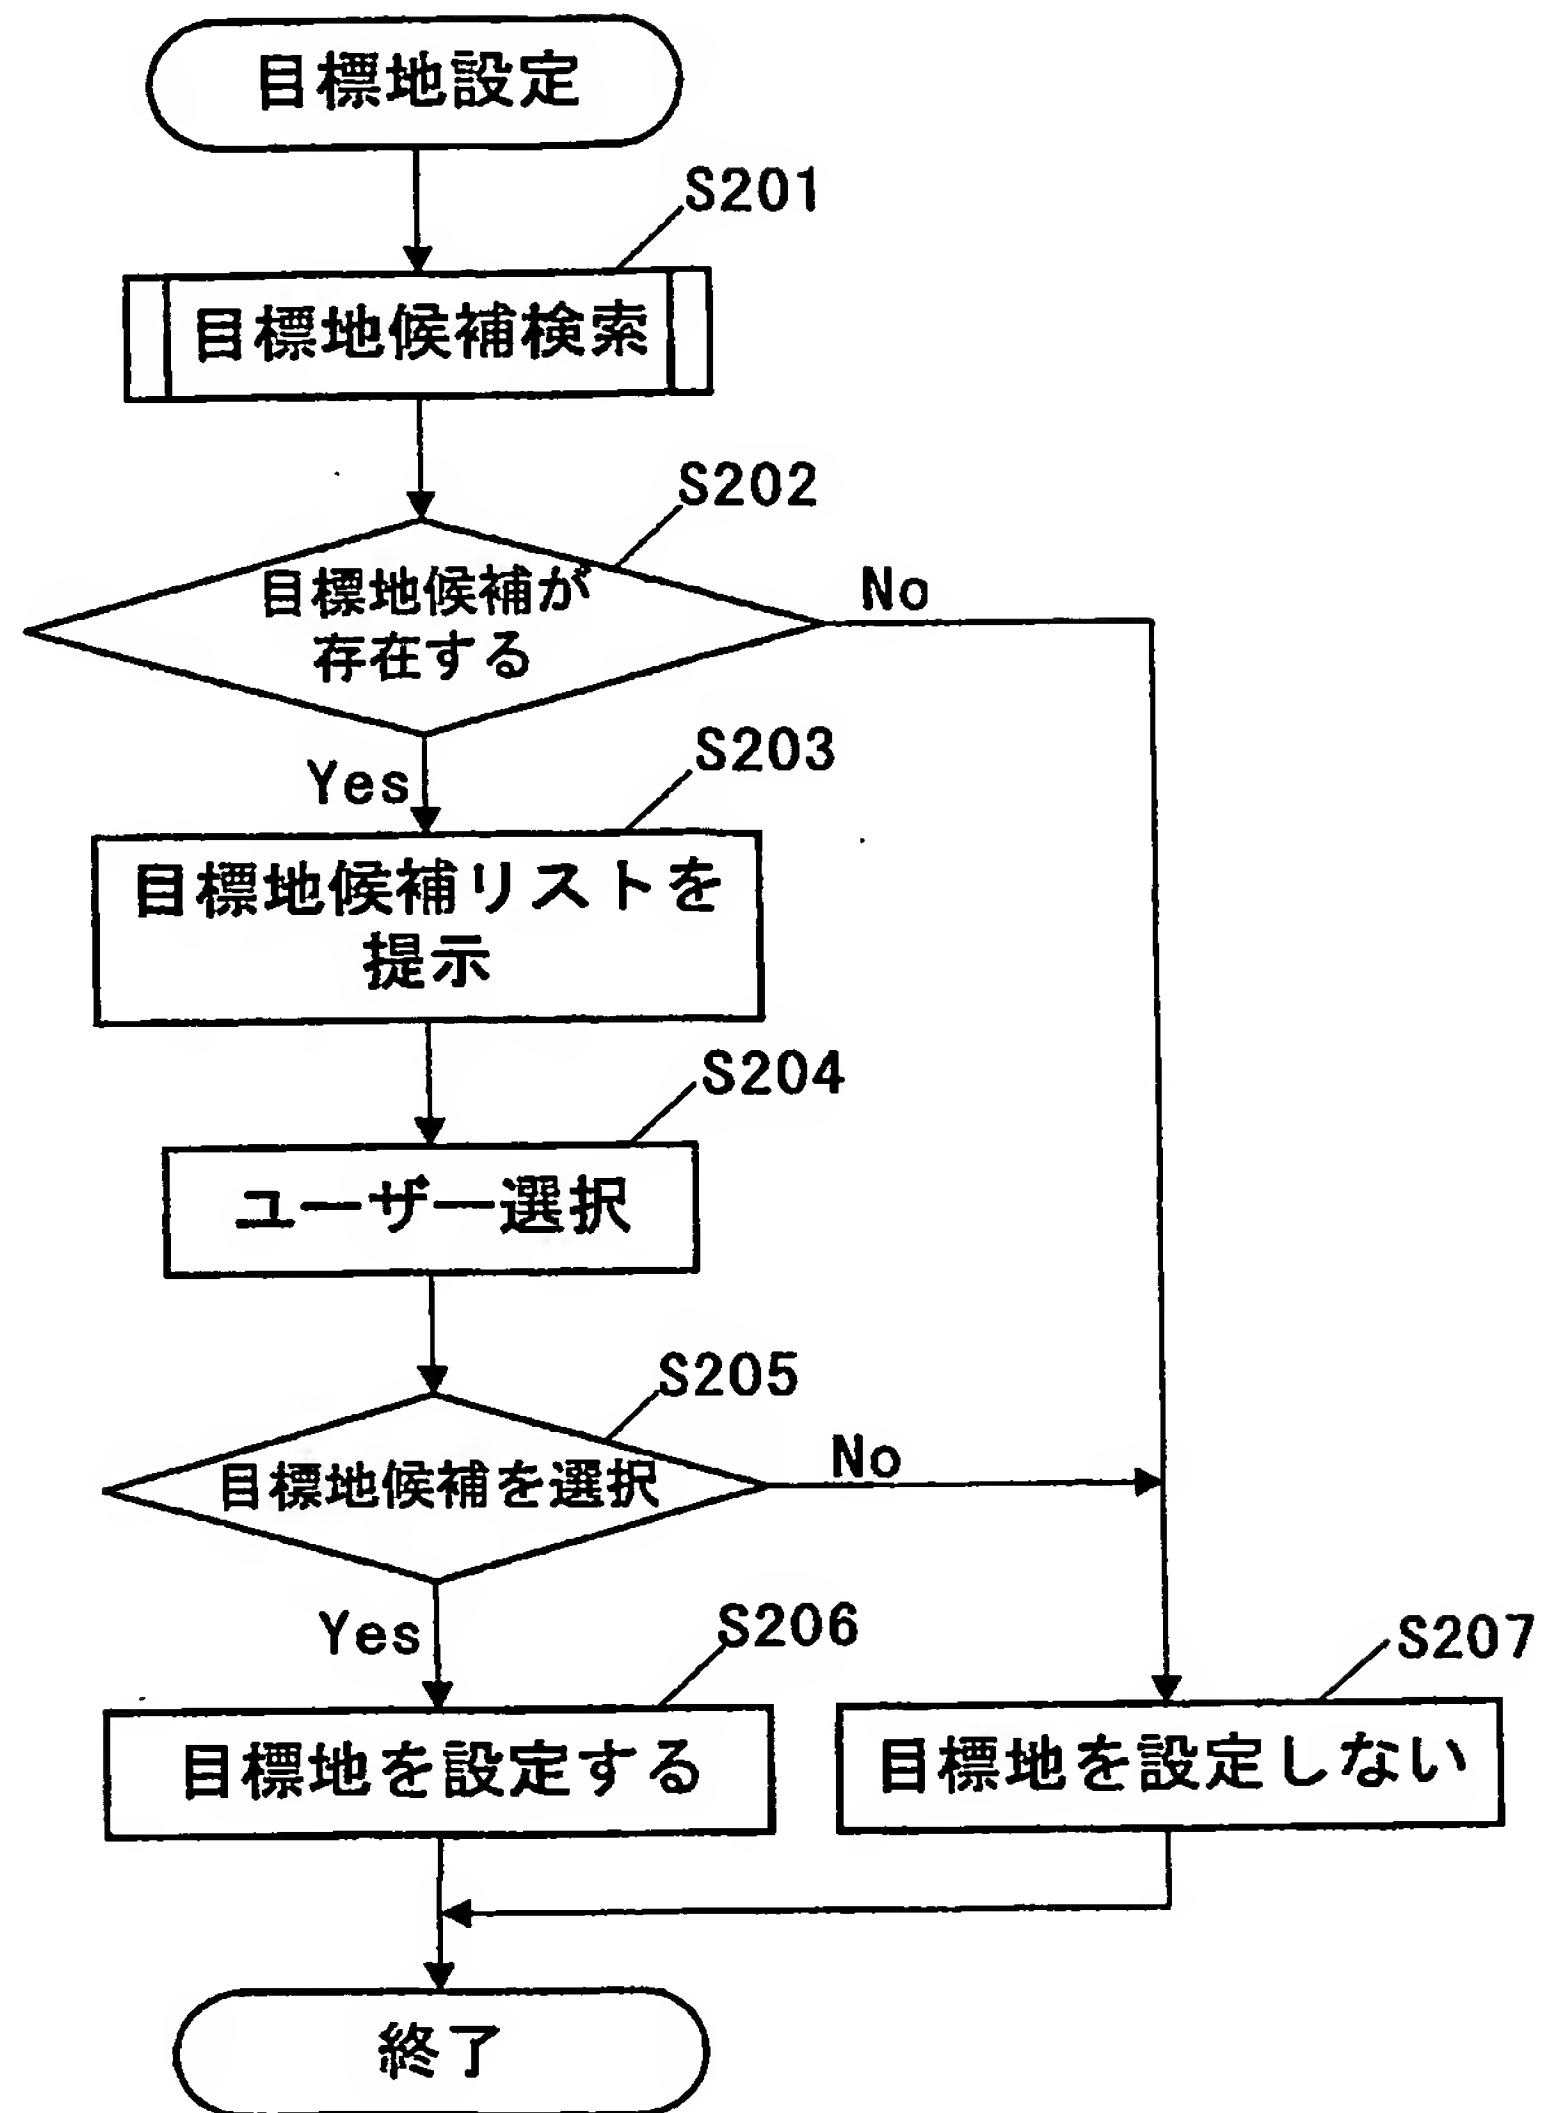 目標地設定
S201
目標地候補検索
S202
目標地候補が
存在する
No
Yes
S203
目標地候補リストを
提示
S204
ユーザー選択
S205
目標地候補を選択
No
Yes
S206
目標地を設定する
S207
目標地を設定しない
終了